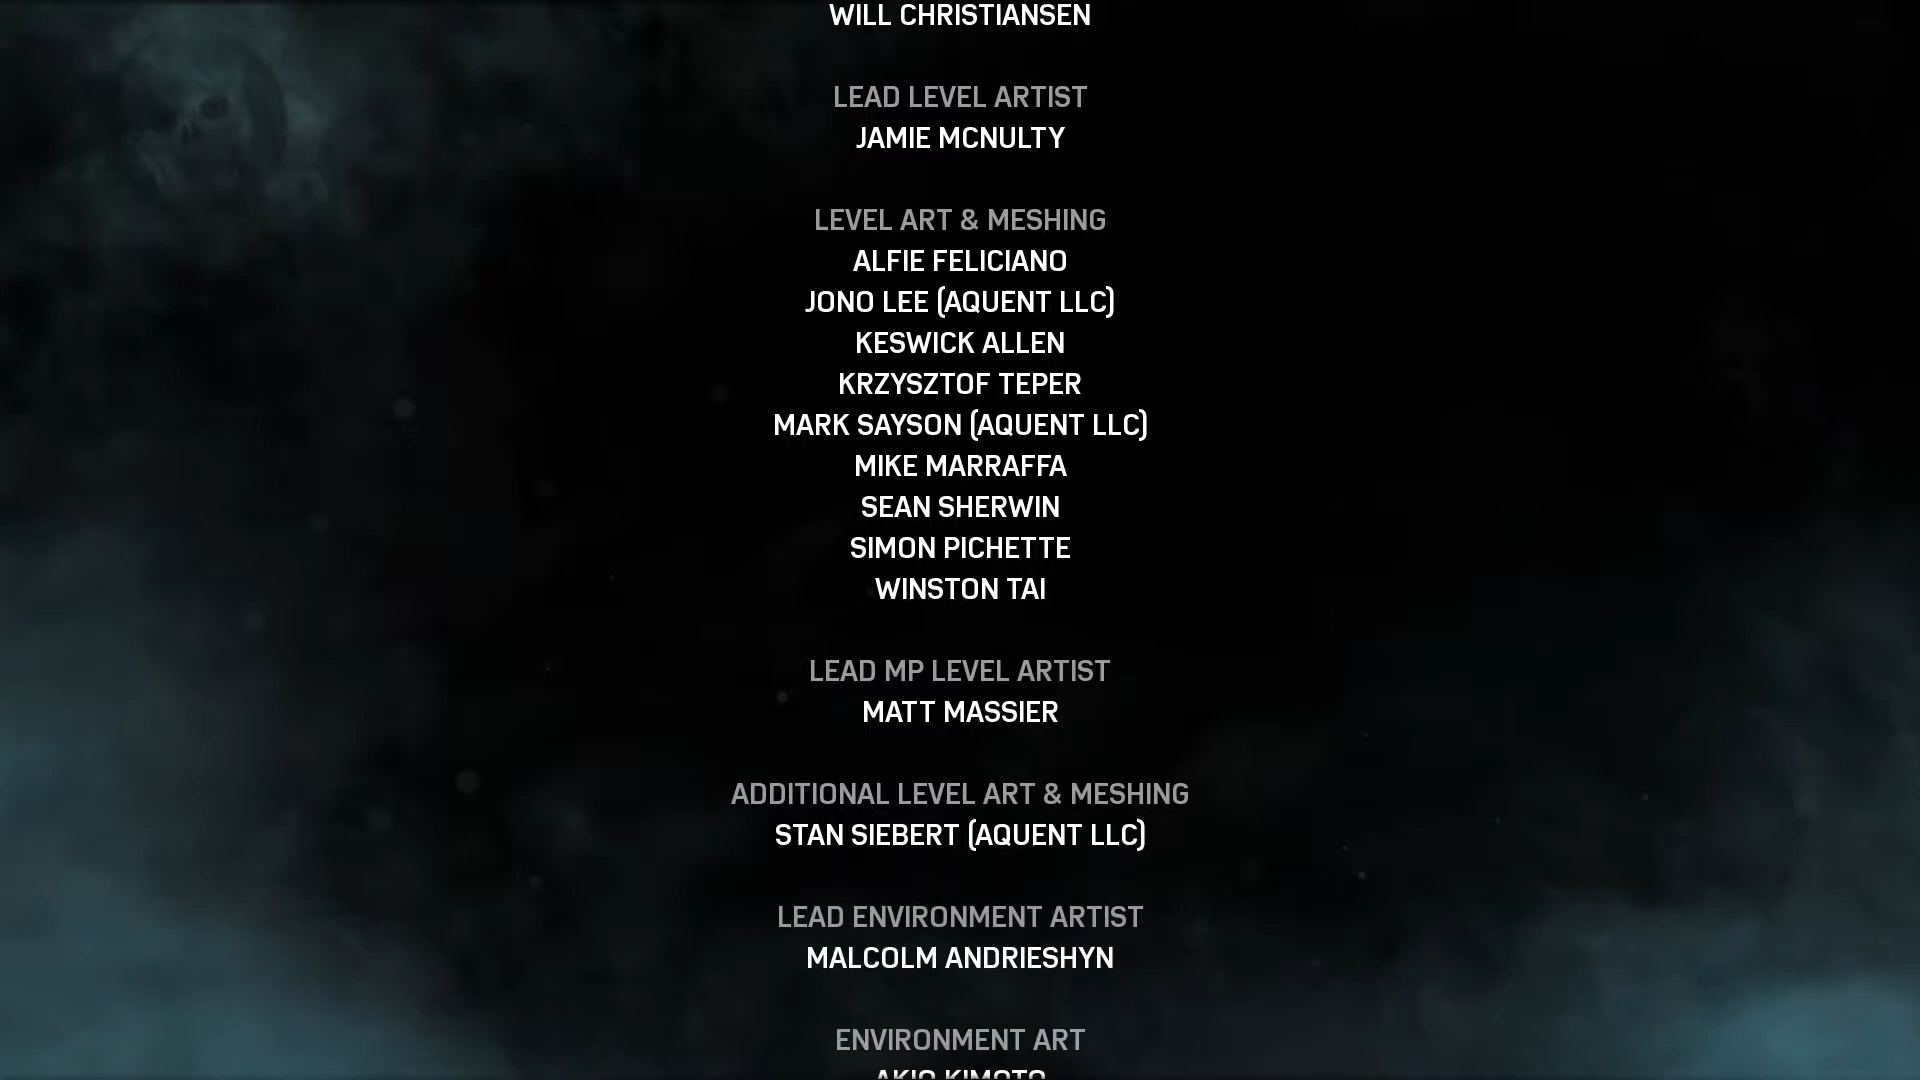 WILL CHRISTIANSEN
LEAD LEVEL ARTIST
JAMIE MCNULTY
LEVEL ART & MESHING
ALFIE FELICIANO
JONO LEE (AQUENT LLC)
KESWICK ALLEN
KRZYSZTOF TEPER
MARK SAYSON (AQUENT LLC)
MIKE MARRAFFA
SEAN SHERWIN
SIMON PICHETTE
WINSTON TAI
LEAD MP LEVEL ARTIST
MATT MASSIER
ADDITIONAL LEVEL ART & MESHING
STAN SIEBERT (AQUENT LLC)
LEAD ENVIRONMENT ARTIST
MALCOLM ANDRIESHYN
ENVIRONMENT ART
AKIO KIMOTO